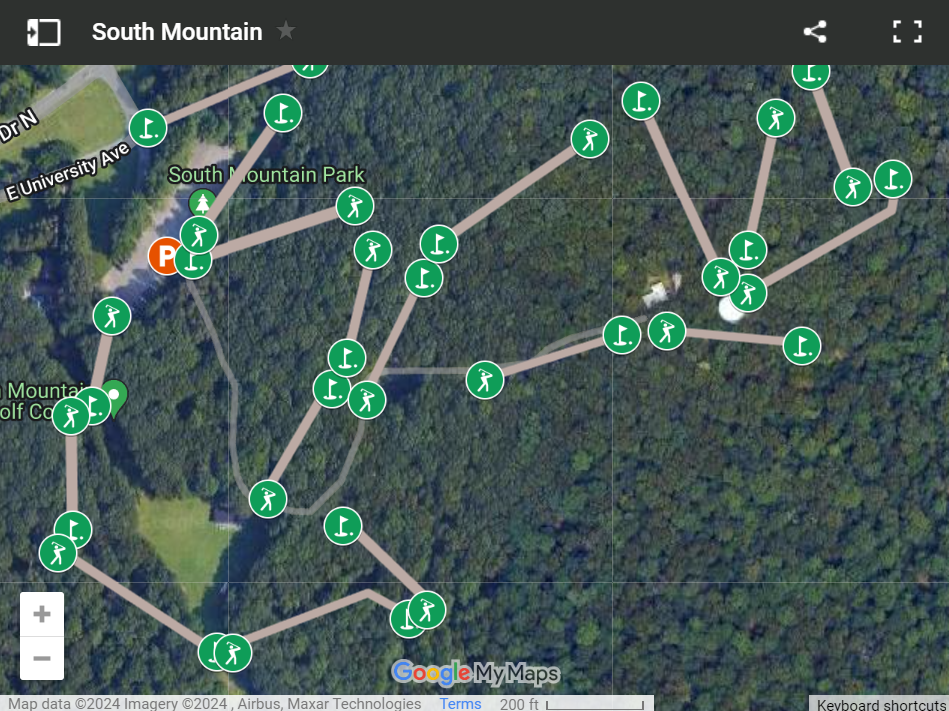 South Mountain
Dr N
E University Ave
South Mountain Park
P
Mountai
olf Co
+
−
Google My Maps
Map data ©2024 Imagery ©2024 , Airbus, Maxar Technologies Terms 200 ft Keyboard shortcuts